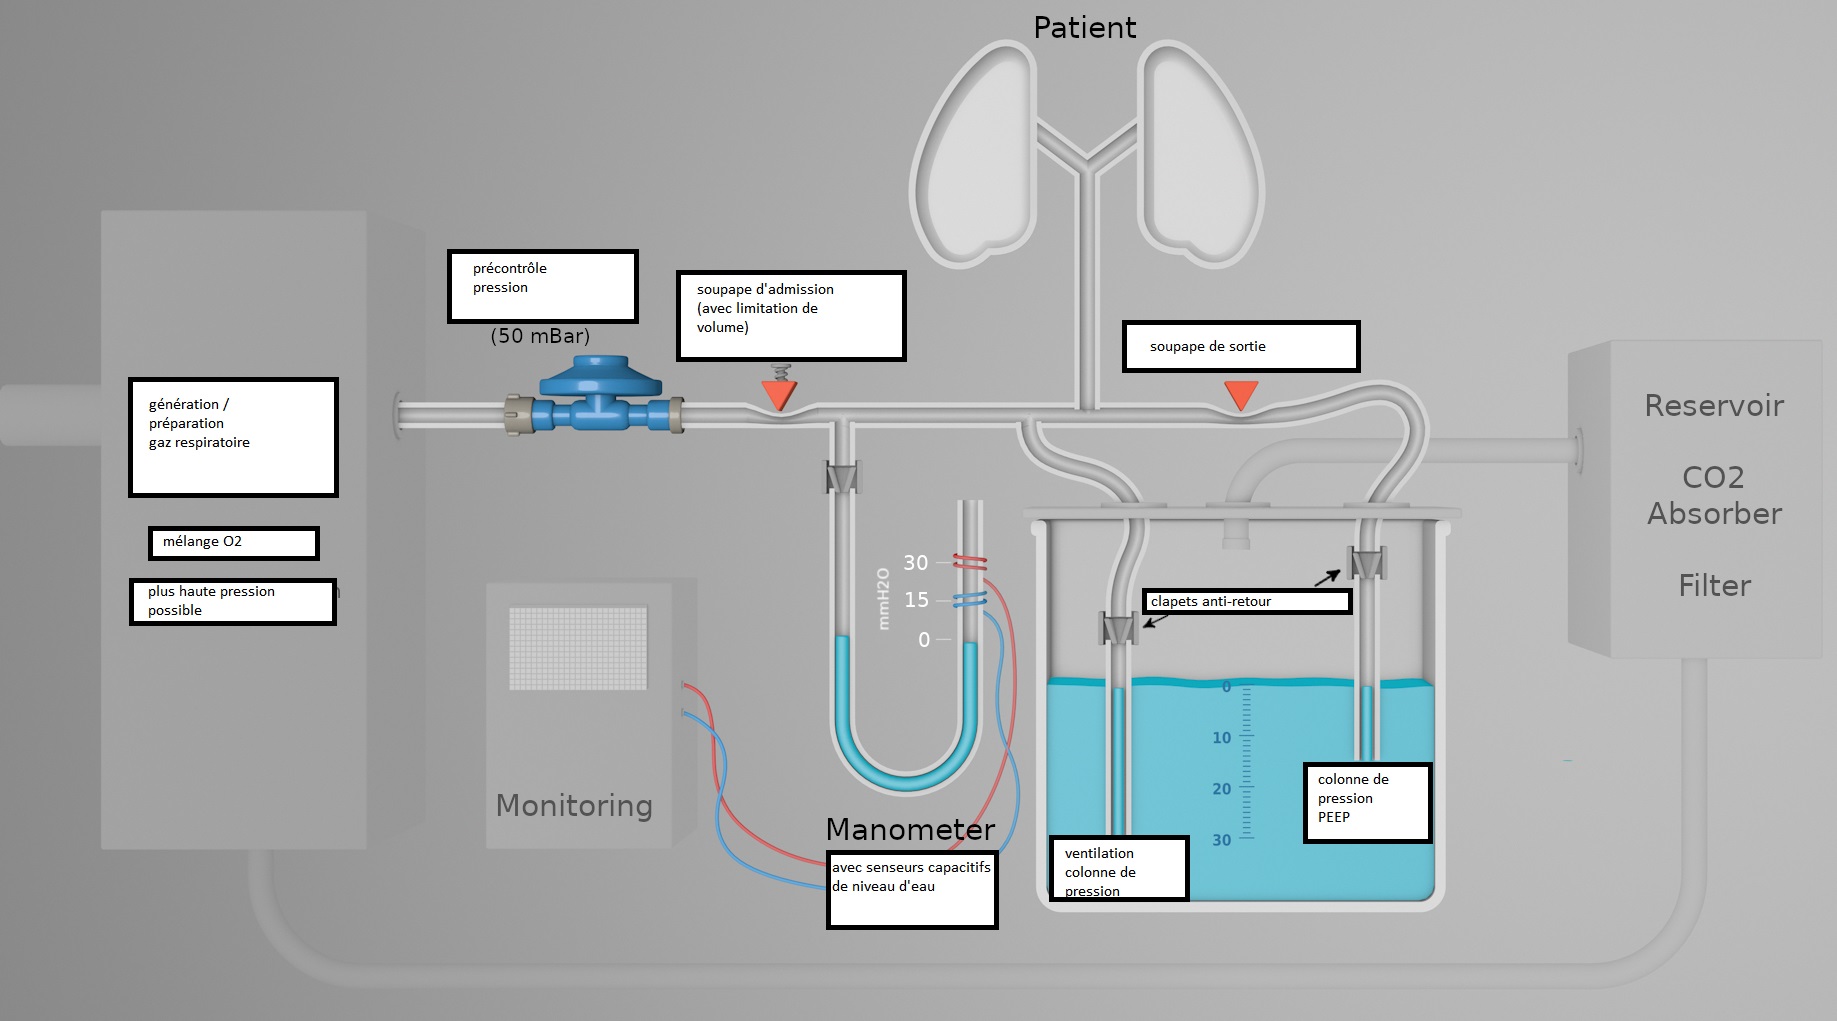 Patient
précontrôle
pression
(50 mBar)
soupape d'admission
(avec limitation de
volume)
soupape de sortie
génération /
préparation
gaz respiratoire
mélange O2
plus haute pression
possible
Reservoir
CO2
Absorber
Filter
mmH2O
30
15
0
clapets anti-retour
0
10
20
30
colonne de
pression
PEEP
ventilation
colonne de
pression
Monitoring
Manometer
avec senseurs capacitifs
de niveau d'eau